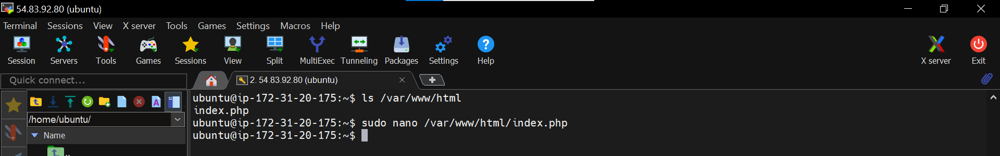 54.83.92.80 (ubuntu)
Terminal Sessions View X server Tools Games Settings Macros Help
Session Servers Tools Games Sessions View Split MultiExec Tunneling Packages Settings Help X server Exit
Quick connect...
2. 54.83.92.80 (ubuntu)
/home/ubuntu/
Name
..
ubuntu@ip-172-31-20-175:~$ ls /var/www/html
index.php
ubuntu@ip-172-31-20-175:~$ sudo nano /var/www/html/index.php
ubuntu@ip-172-31-20-175:~$